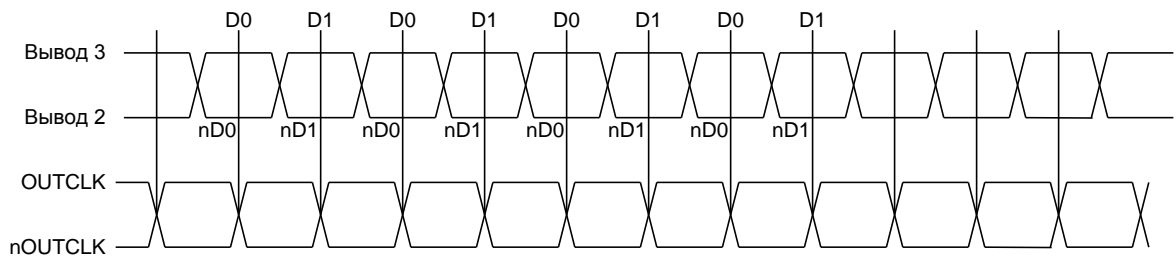 D0 D1 D0 D1 D0 D1 D0 D1
Вывод 3
Вывод 2
nD0 nD1 nD0 nD1 nD0 nD1 nD0 nD1
OUTCLK
nOUTCLK